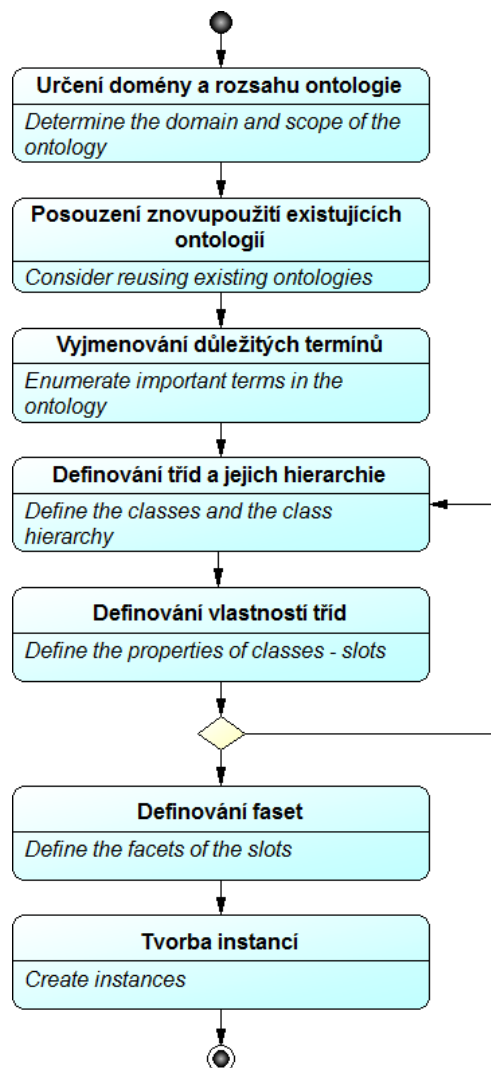 Určení domény a rozsahu ontologie
Determine the domain and scope of the
ontology
Posouzení znovupoužití existujících
ontologií
Consider reusing existing ontologies
Vyjmenování důležitých termínů
Enumerate important terms in the
ontology
Definování tříd a jejich hierarchie
Define the classes and the class
hierarchy
Definování vlastností tříd
Define the properties of classes - slots
Definování faset
Define the facets of the slots
Tvorba instancí
Create instances